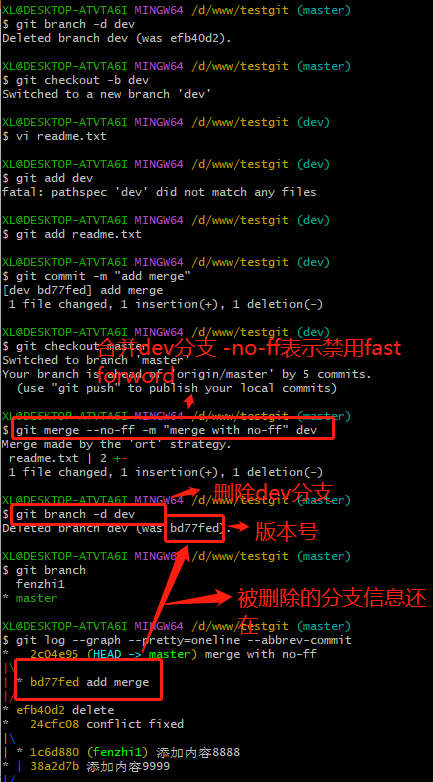 XL@DESKTOP-ATVTA6I MINGW64 /d/www/testgit (master)
$ git branch -d dev
Deleted branch dev (was efb40d2).
XL@DESKTOP-ATVTA6I MINGW64 /d/www/testgit (master)
$ git checkout -b dev
Switched to a new branch 'dev'
XL@DESKTOP-ATVTA6I MINGW64 /d/www/testgit (dev)
$ vi readme.txt
XL@DESKTOP-ATVTA6I MINGW64 /d/www/testgit (dev)
$ git add dev
fatal: pathspec 'dev' did not match any files
XL@DESKTOP-ATVTA6I MINGW64 /d/www/testgit (dev)
$ git add readme.txt
XL@DESKTOP-ATVTA6I MINGW64 /d/www/testgit (dev)
$ git commit -m "add merge"
[dev bd77fed] add merge
1 file changed, 1 insertion(+), 1 deletion(-)
XL@DESKTOP-ATVTA6I MINGW64 /d/www/testgit (dev)
$ git checkout master
合并dev分支 -no-ff表示禁用fast
forword
Switched to branch 'master'
Your branch is ahead of 'origin/master' by 5 commits.
(use "git push" to publish your local commits)
XL@DESKTOP-ATVTA6I MINGW64 /d/www/testgit (master)
$ git merge --no-ff -m "merge with no-ff" dev
Merge made by the 'ort' strategy.
readme.txt | 2 +-
1 file changed, 1 insertion(+), 1 deletion(-)
XL@DESKTOP-ATVTA6I MINGW64 /d/www/testgit (master)
删除dev分支
$ git branch -d dev
Deleted branch dev (was bd77fed)
版本号
XL@DESKTOP-ATVTA6I MINGW64 /d/www/testgit (master)
$ git branch
fenzhi1
* master
被删除的分支信息还
在
XL@DESKTOP-ATVTA6I MINGW64 /d/www/testgit (master)
$ git log --graph --pretty=oneline --abbrev-commit
*   2c04e95 (HEAD -> master) merge with no-ff
|\
| * bd77fed add merge
|/
* efb40d2 delete
*   24cfc08 conflict fixed
|\
| * 1c6d880 (fenzhi1) 添加内容8888
* | 38a2d7b 添加内容9999
|/